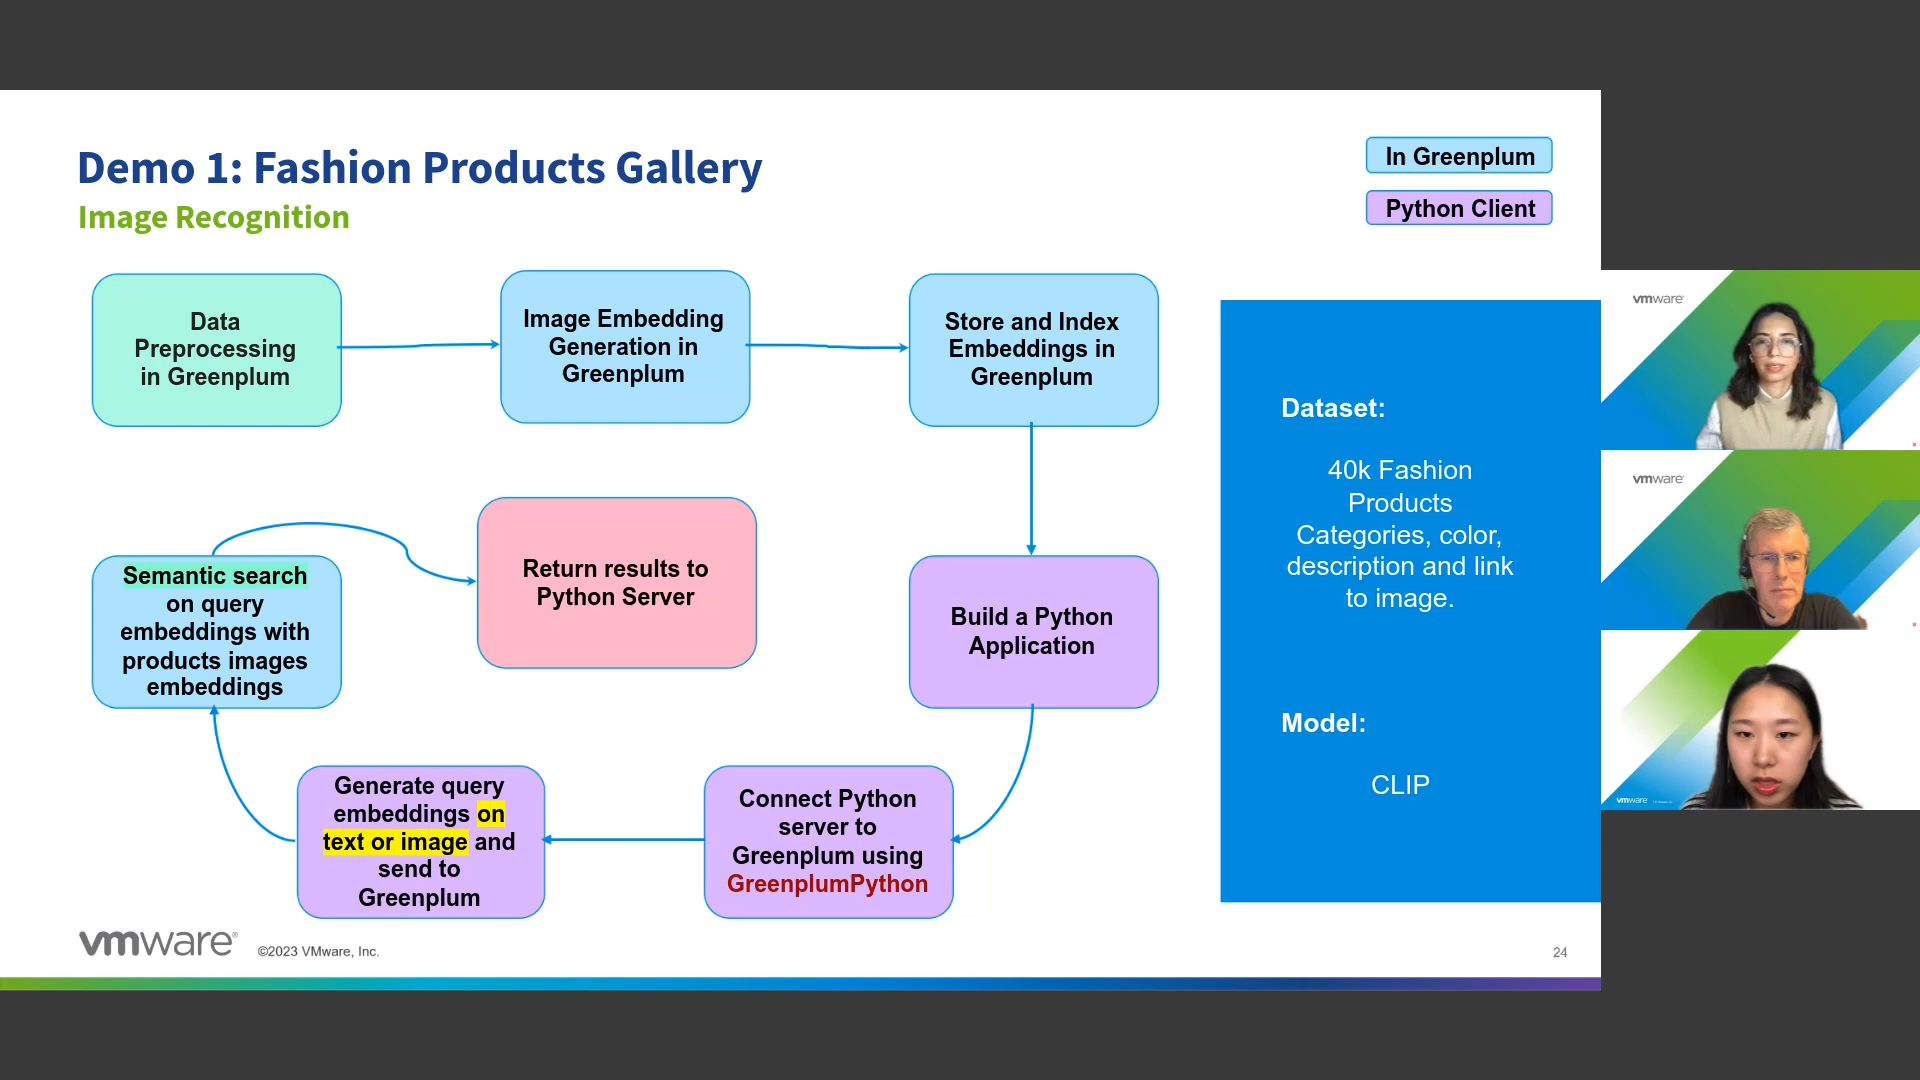 Demo 1: Fashion Products Gallery
Image Recognition
In Greenplum
Python Client
Data
Preprocessing
in Greenplum
Image Embedding
Generation in
Greenplum
Store and Index
Embeddings in
Greenplum
Semantic search
on query
embeddings with
products images
embeddings
Return results to
Python Server
Build a Python
Application
Generate query
embeddings on
text or image and
send to
Greenplum
Connect Python
server to
Greenplum using
GreenplumPython
Dataset:
40k Fashion
Products
Categories, color,
description and link
to image.
Model:
CLIP
vmware®
©2023 VMware, Inc.
24
vmware
vmware
vmware